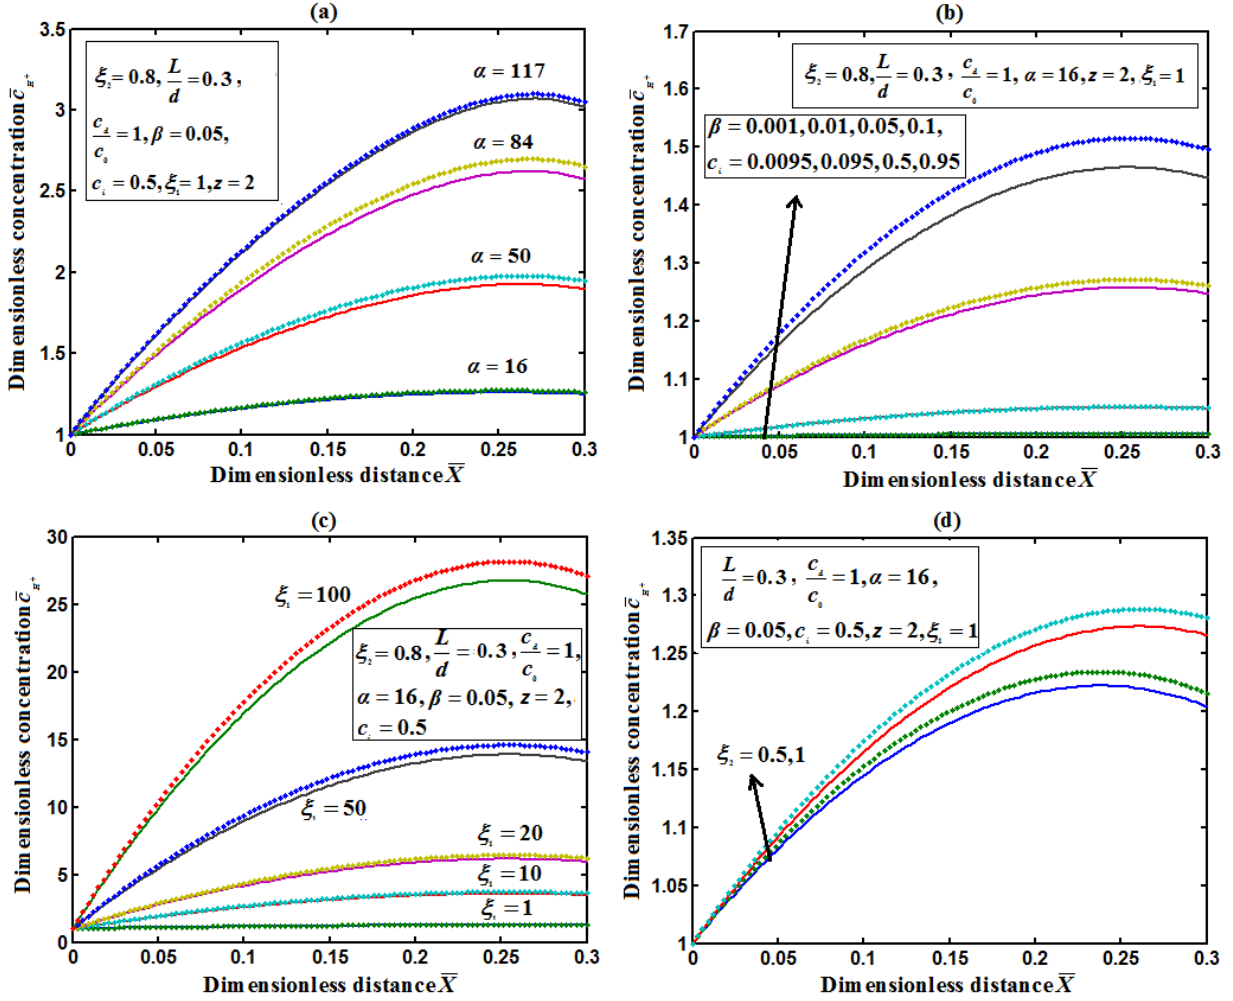 (a)
3.5
3
2.5
2
1.5
1
0
0.05
0.1
0.15
0.2
0.25
0.3
Dimensionless concentration c̅_H⁺
Dimensionless distance X̅
ξ₂ = 0.8, L/d = 0.3,
c_d/c₀ = 1, β = 0.05,
c_i = 0.5, ξ₁ = 1, z = 2
α = 117
α = 84
α = 50
α = 16
(b)
1.7
1.6
1.5
1.4
1.3
1.2
1.1
1
0
0.05
0.1
0.15
0.2
0.25
0.3
Dimensionless concentration c̅_H⁺
Dimensionless distance X̅
ξ₂ = 0.8, L/d = 0.3, c_d/c₀ = 1, α = 16, z = 2, ξ₁ = 1
β = 0.001, 0.01, 0.05, 0.1,
c_i = 0.0095, 0.095, 0.5, 0.95
(c)
30
25
20
15
10
5
0
0
0.05
0.1
0.15
0.2
0.25
0.3
Dimensionless concentration c̅_H⁺
Dimensionless distance X̅
ξ₁ = 100
ξ₂ = 0.8, L/d = 0.3, c_d/c₀ = 1,
α = 16, β = 0.05, z = 2,
c_i = 0.5
ξ₁ = 50
ξ₁ = 20
ξ₁ = 10
ξ₁ = 1
(d)
1.35
1.3
1.25
1.2
1.15
1.1
1.05
1
0
0.05
0.1
0.15
0.2
0.25
0.3
Dimensionless concentration c̅_H⁺
Dimensionless distance X̅
L/d = 0.3, c_d/c₀ = 1, α = 16,
β = 0.05, c_i = 0.5, z = 2, ξ₁ = 1
ξ₂ = 0.5, 1